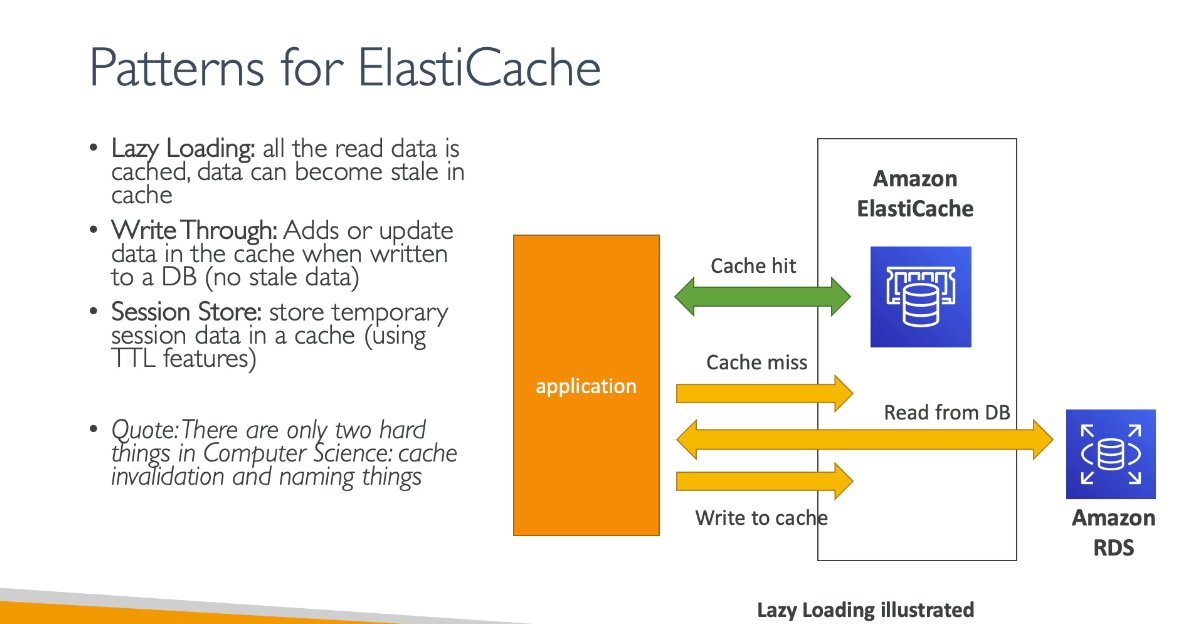 Patterns for ElastiCache
• Lazy Loading: all the read data is
cached, data can become stale in
cache
• Write Through: Adds or update
data in the cache when written
to a DB (no stale data)
• Session Store: store temporary
session data in a cache (using
TTL features)
• Quote: There are only two hard
things in Computer Science: cache
invalidation and naming things
application
Cache hit
Cache miss
Read from DB
Write to cache
Amazon
ElastiCache
Amazon
RDS
Lazy Loading illustrated